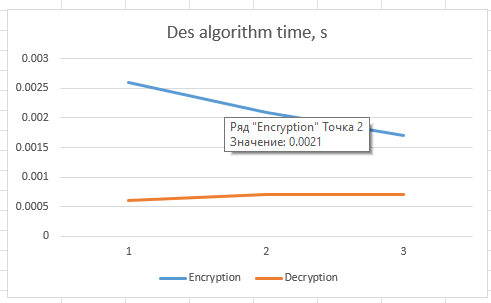 Des algorithm time, s
0.003
0.0025
0.002
0.0015
0.001
0.0005
0
Ряд "Encryption" Точка 2
Значение: 0.0021
1 2 3
Encryption Decryption